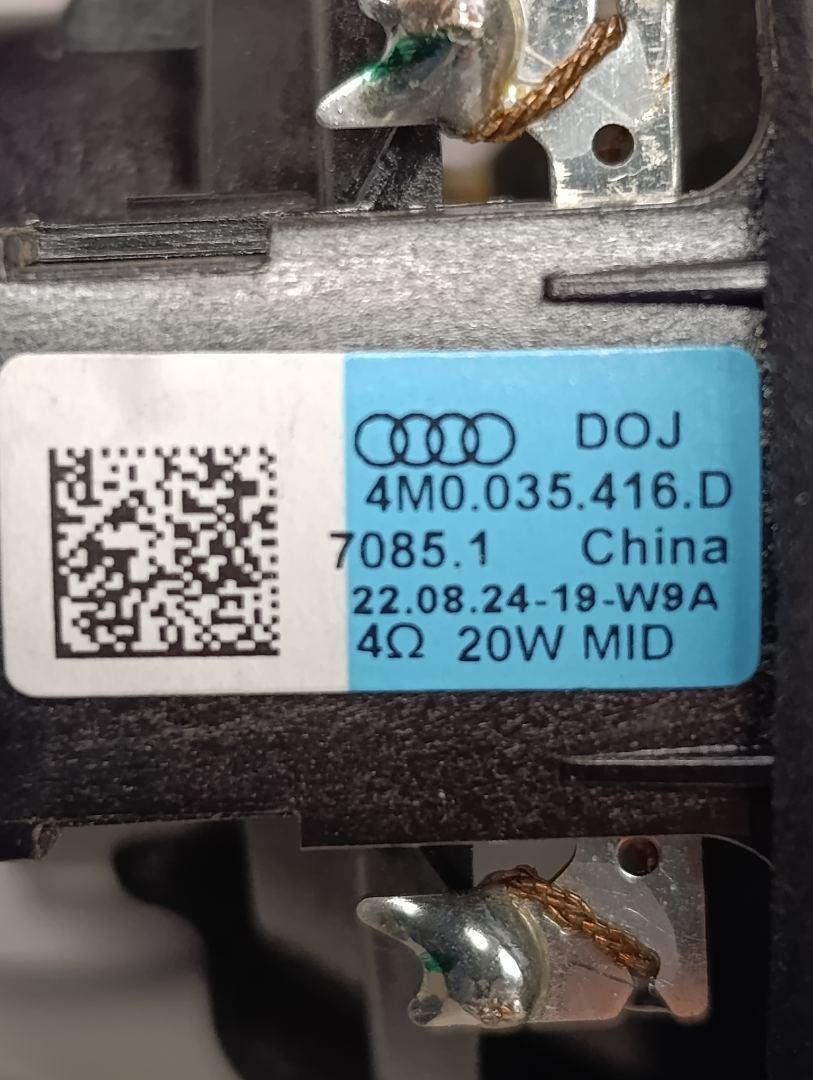 DOJ
4M0.035.416.D
7085.1 China
22.08.24-19-W9A
4Ω 20W MID